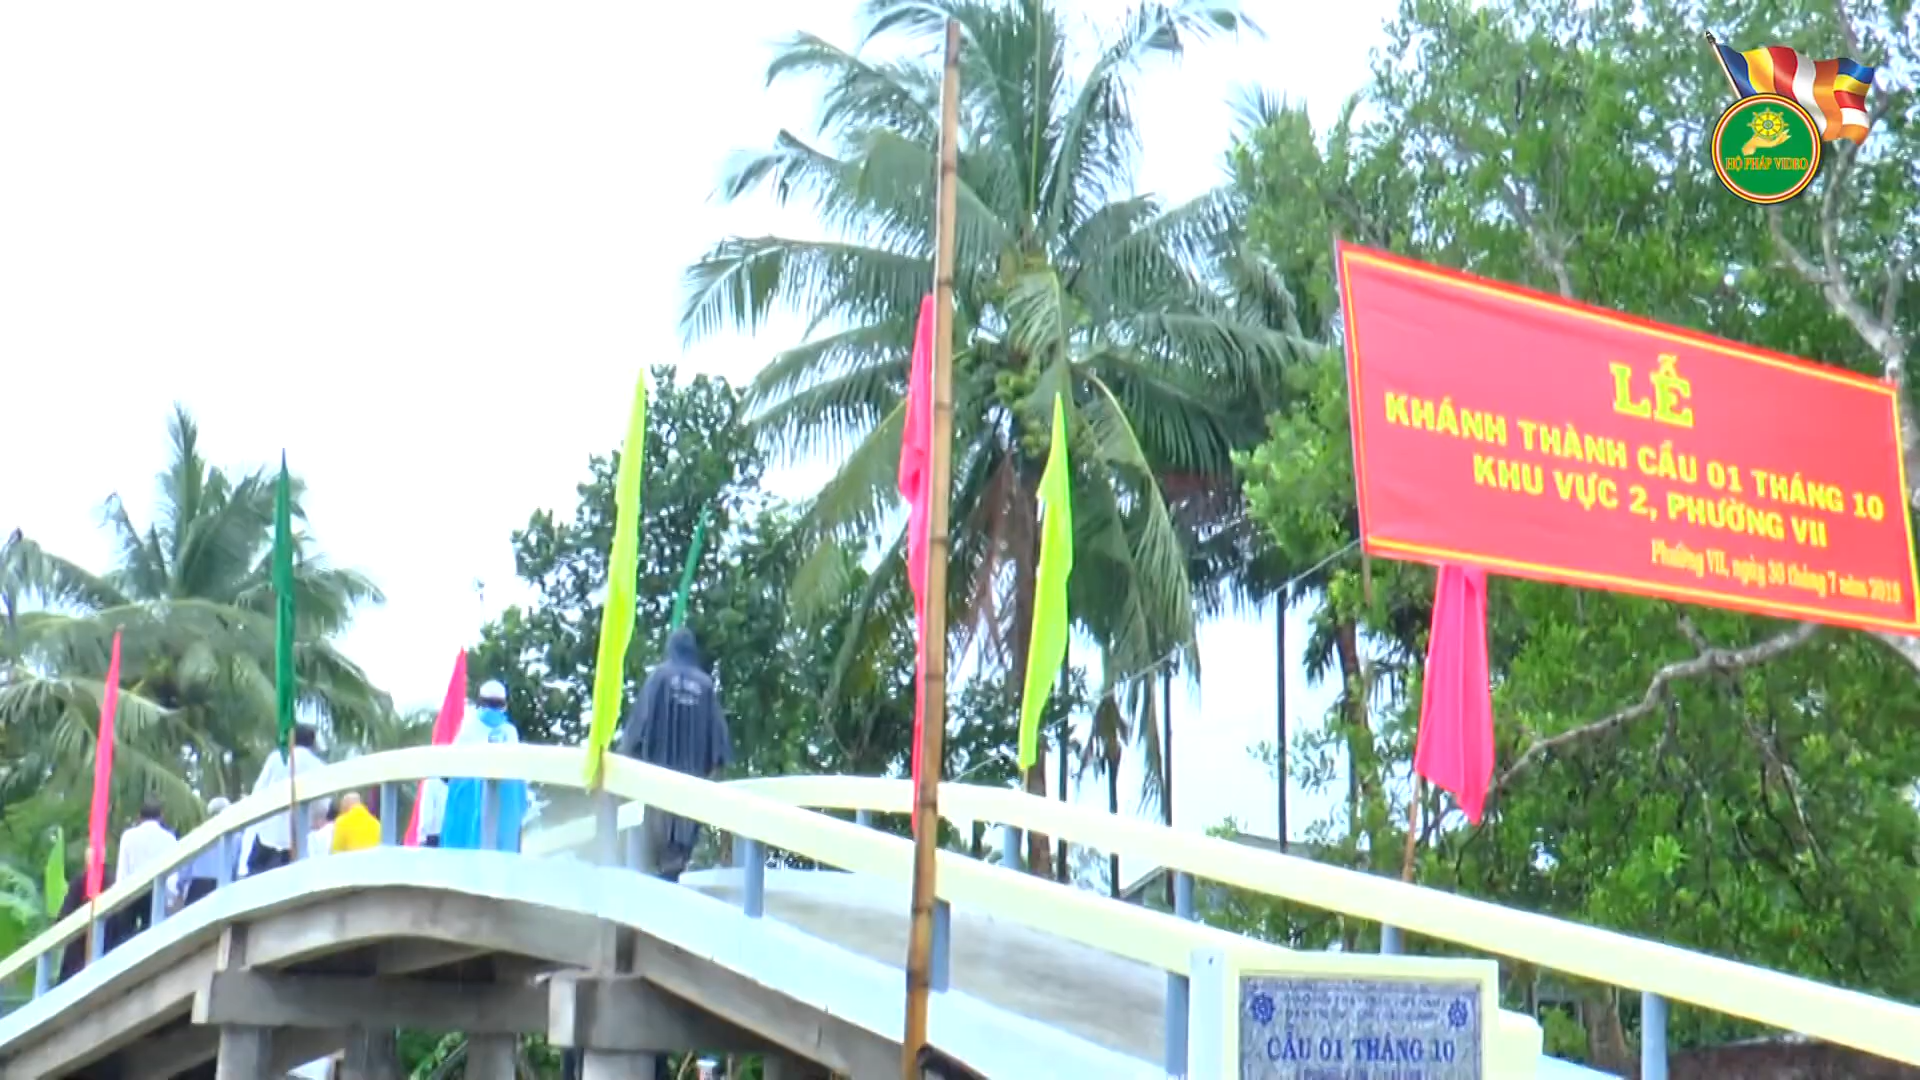 HỘ PHÁP VIDEO
LỄ
KHÁNH THÀNH CẦU 01 THÁNG 10
KHU VỰC 2, PHƯỜNG VII
Phường VII, ngày 30 tháng 7 năm 2019
CẦU 01 THÁNG 10